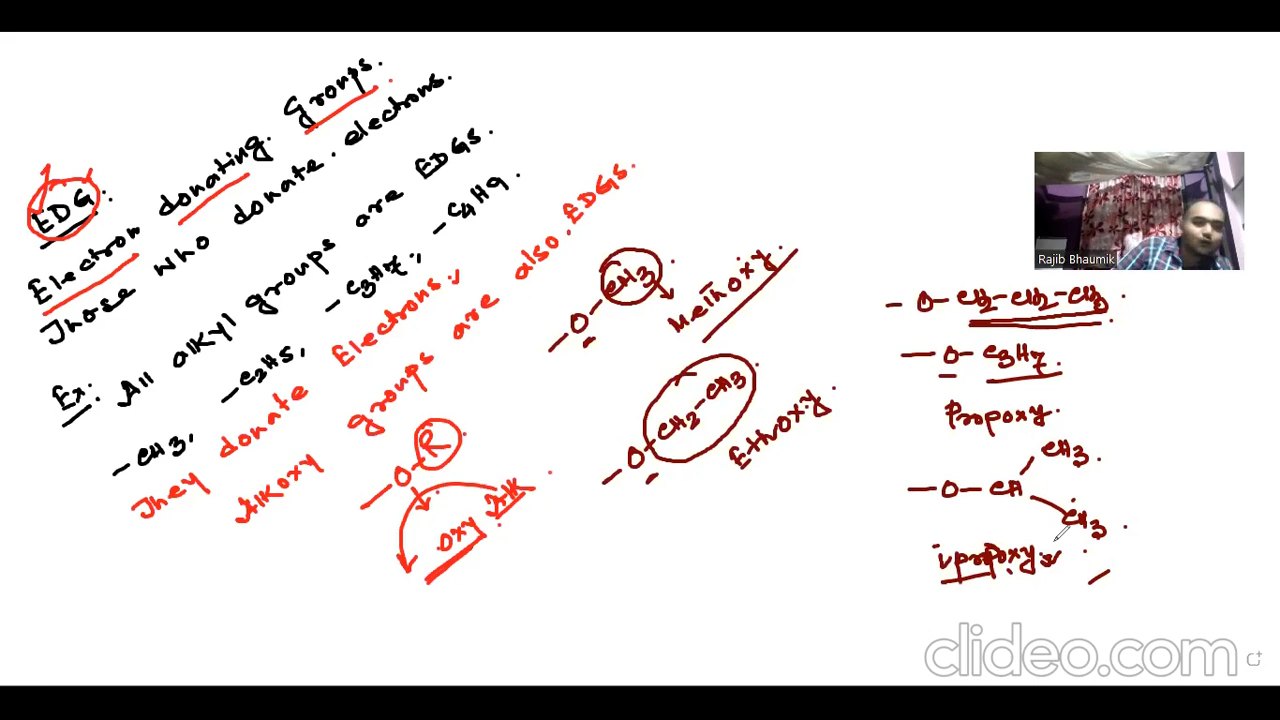 EDG:
Electron donating Groups.
Those who donate electrons.
Ex: All alkyl groups are EDGs.
– CH3, – C2H5, – C3H7, – C4H9.
They donate Electrons.
Alkoxy groups are also EDGs.
– O – R
Alk
oxy
– O – CH3
Methoxy
– O – CH2 – CH3
Ethoxy
Rajib Bhaumik
– O – CH2 – CH2 – CH3
– O – C3H7
Propoxy.
– O – CH
CH3
CH3
ipropoxy
clideo.com